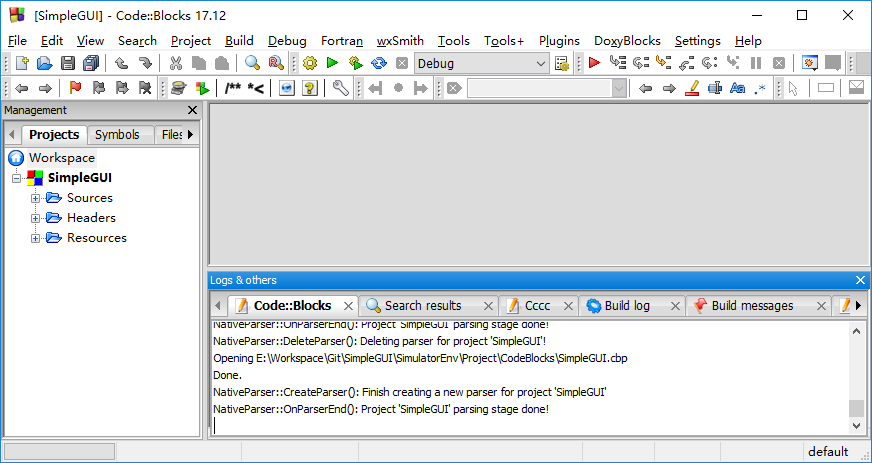 [SimpleGUI] - Code::Blocks 17.12
File Edit View Search Project Build Debug Fortran wxSmith Tools Tools+ Plugins DoxyBlocks Settings Help
Debug
/** *<
Aa .*
Management
Projects Symbols Files
Workspace
SimpleGUI
Sources
Headers
Resources
Logs & others
Code::Blocks Search results Cccc Build log Build messages
NativeParser::OnParserEnd(): Project 'SimpleGUI' parsing stage done!
NativeParser::DeleteParser(): Deleting parser for project 'SimpleGUI'!
Opening E:\Workspace\Git\SimpleGUI\SimulatorEnv\Project\CodeBlocks\SimpleGUI.cbp
Done.
NativeParser::CreateParser(): Finish creating a new parser for project 'SimpleGUI'
NativeParser::OnParserEnd(): Project 'SimpleGUI' parsing stage done!
default